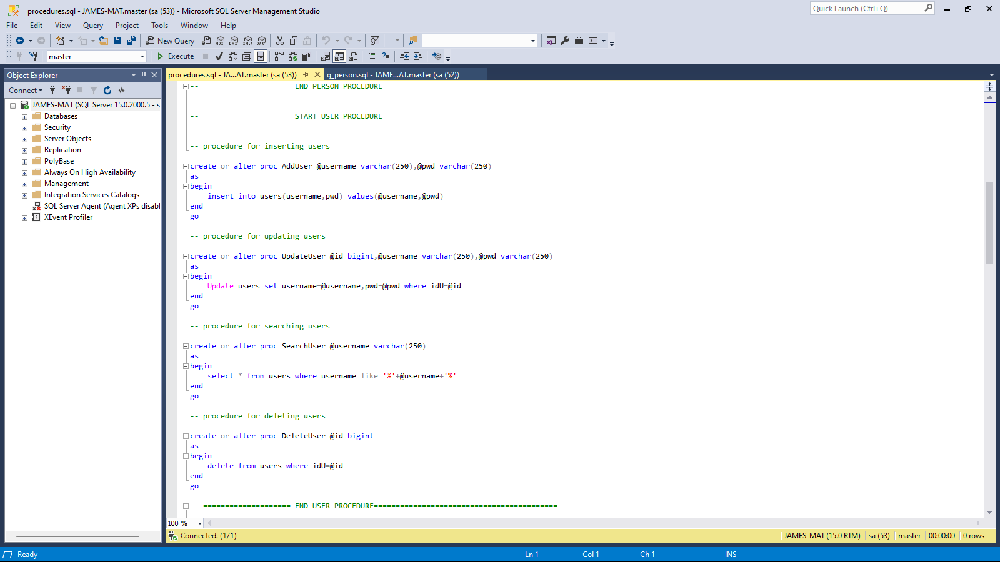 procedures.sql - JAMES-MAT.master (sa (53)) - Microsoft SQL Server Management Studio
Quick Launch (Ctrl+Q)
File Edit View Query Project Tools Window Help
New Query MDX DMX XMLA DAX
master Execute
Object Explorer
Connect
JAMES-MAT (SQL Server 15.0.2000.5 - s
Databases
Security
Server Objects
Replication
PolyBase
Always On High Availability
Management
Integration Services Catalogs
SQL Server Agent (Agent XPs disabl
XEvent Profiler
procedures.sql - JA...AT.master (sa (53)) g_person.sql - JAME...AT.master (sa (52))
-- ==================== END PERSON PROCEDURE==========================================
-- ==================== START USER PROCEDURE==========================================
-- procedure for inserting users
create or alter proc AddUser @username varchar(250),@pwd varchar(250)
as
begin
insert into users(username,pwd) values(@username,@pwd)
end
go
-- procedure for updating users
create or alter proc UpdateUser @id bigint,@username varchar(250),@pwd varchar(250)
as
begin
Update users set username=@username,pwd=@pwd where idU=@id
end
go
-- procedure for searching users
create or alter proc SearchUser @username varchar(250)
as
begin
select * from users where username like '%'+@username+'%'
end
go
-- procedure for deleting users
create or alter proc DeleteUser @id bigint
as
begin
delete from users where idU=@id
end
go
-- ==================== END USER PROCEDURE==========================================
100 %
Connected. (1/1) JAMES-MAT (15.0 RTM) sa (53) master 00:00:00 0 rows
Ready Ln 1 Col 1 Ch 1 INS